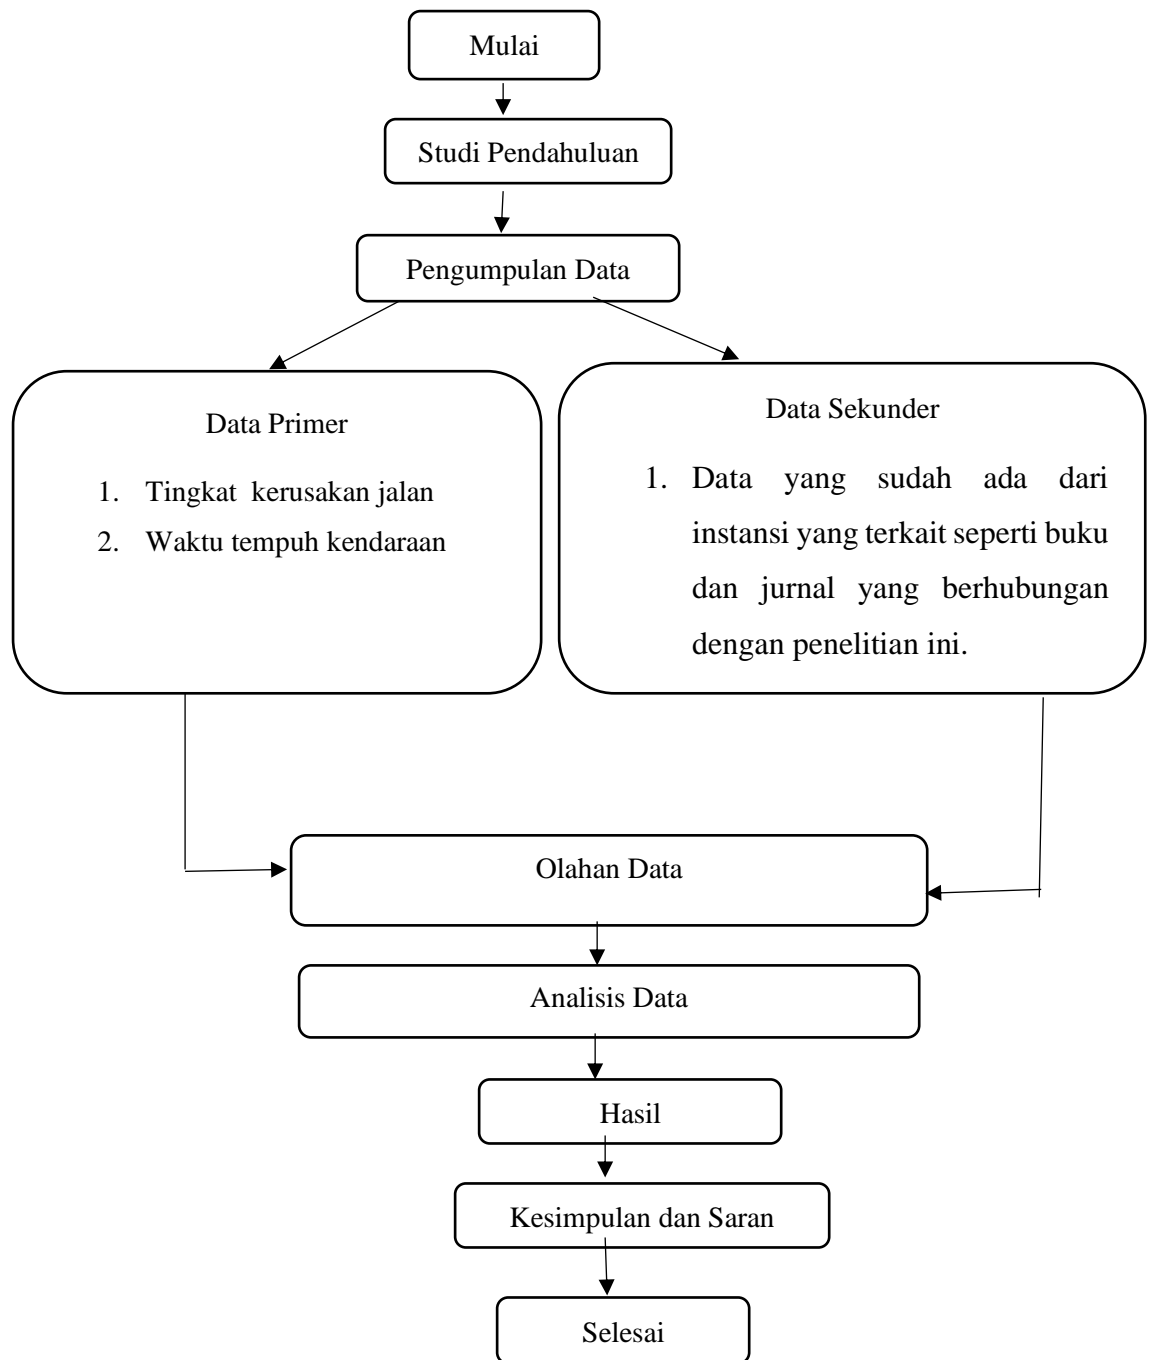 Mulai
Studi Pendahuluan
Pengumpulan Data
Data Primer
1. Tingkat kerusakan jalan
2. Waktu tempuh kendaraan
Data Sekunder
1. Data yang sudah ada dari
instansi yang terkait seperti buku
dan jurnal yang berhubungan
dengan penelitian ini.
Olahan Data
Analisis Data
Hasil
Kesimpulan dan Saran
Selesai